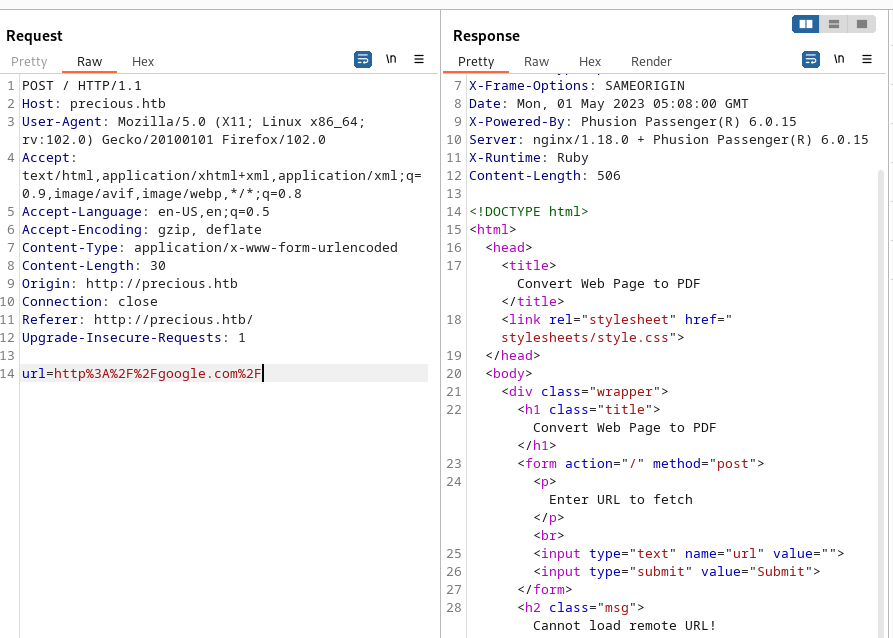 Request
Pretty Raw Hex \n
1 POST / HTTP/1.1
2 Host: precious.htb
3 User-Agent: Mozilla/5.0 (X11; Linux x86_64;
rv:102.0) Gecko/20100101 Firefox/102.0
4 Accept:
text/html,application/xhtml+xml,application/xml;q=
0.9,image/avif,image/webp,*/*;q=0.8
5 Accept-Language: en-US,en;q=0.5
6 Accept-Encoding: gzip, deflate
7 Content-Type: application/x-www-form-urlencoded
8 Content-Length: 30
9 Origin: http://precious.htb
10 Connection: close
11 Referer: http://precious.htb/
12 Upgrade-Insecure-Requests: 1
13
14 url=http%3A%2F%2Fgoogle.com%2F
Response
Pretty Raw Hex Render \n
7 X-Frame-Options: SAMEORIGIN
8 Date: Mon, 01 May 2023 05:08:00 GMT
9 X-Powered-By: Phusion Passenger(R) 6.0.15
10 Server: nginx/1.18.0 + Phusion Passenger(R) 6.0.15
11 X-Runtime: Ruby
12 Content-Length: 506
13
14 <!DOCTYPE html>
15 <html>
16 <head>
17 <title>
Convert Web Page to PDF
</title>
18 <link rel="stylesheet" href="
stylesheets/style.css">
19 </head>
20 <body>
21 <div class="wrapper">
22 <h1 class="title">
Convert Web Page to PDF
</h1>
23 <form action="/" method="post">
24 <p>
Enter URL to fetch
</p>
<br>
25 <input type="text" name="url" value="">
26 <input type="submit" value="Submit">
27 </form>
28 <h2 class="msg">
Cannot load remote URL!